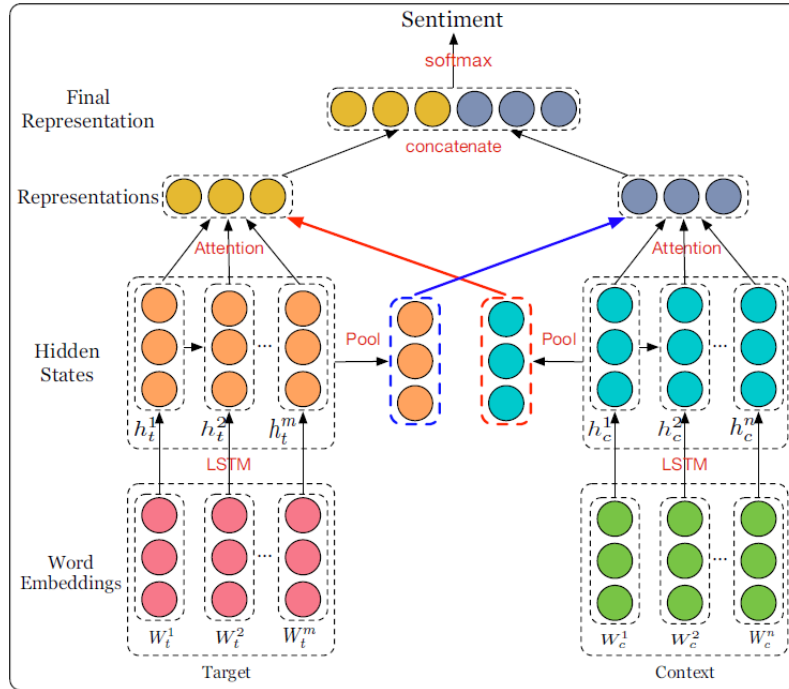 Sentiment
softmax
Final
Representation
concatenate
Representations
Attention
Attention
Hidden
States
Pool
Pool
h_t^1 h_t^2 h_t^m
h_c^1 h_c^2 h_c^n
LSTM
LSTM
Word
Embeddings
...
...
...
...
W_t^1 W_t^2 W_t^m
W_c^1 W_c^2 W_c^n
Target
Context